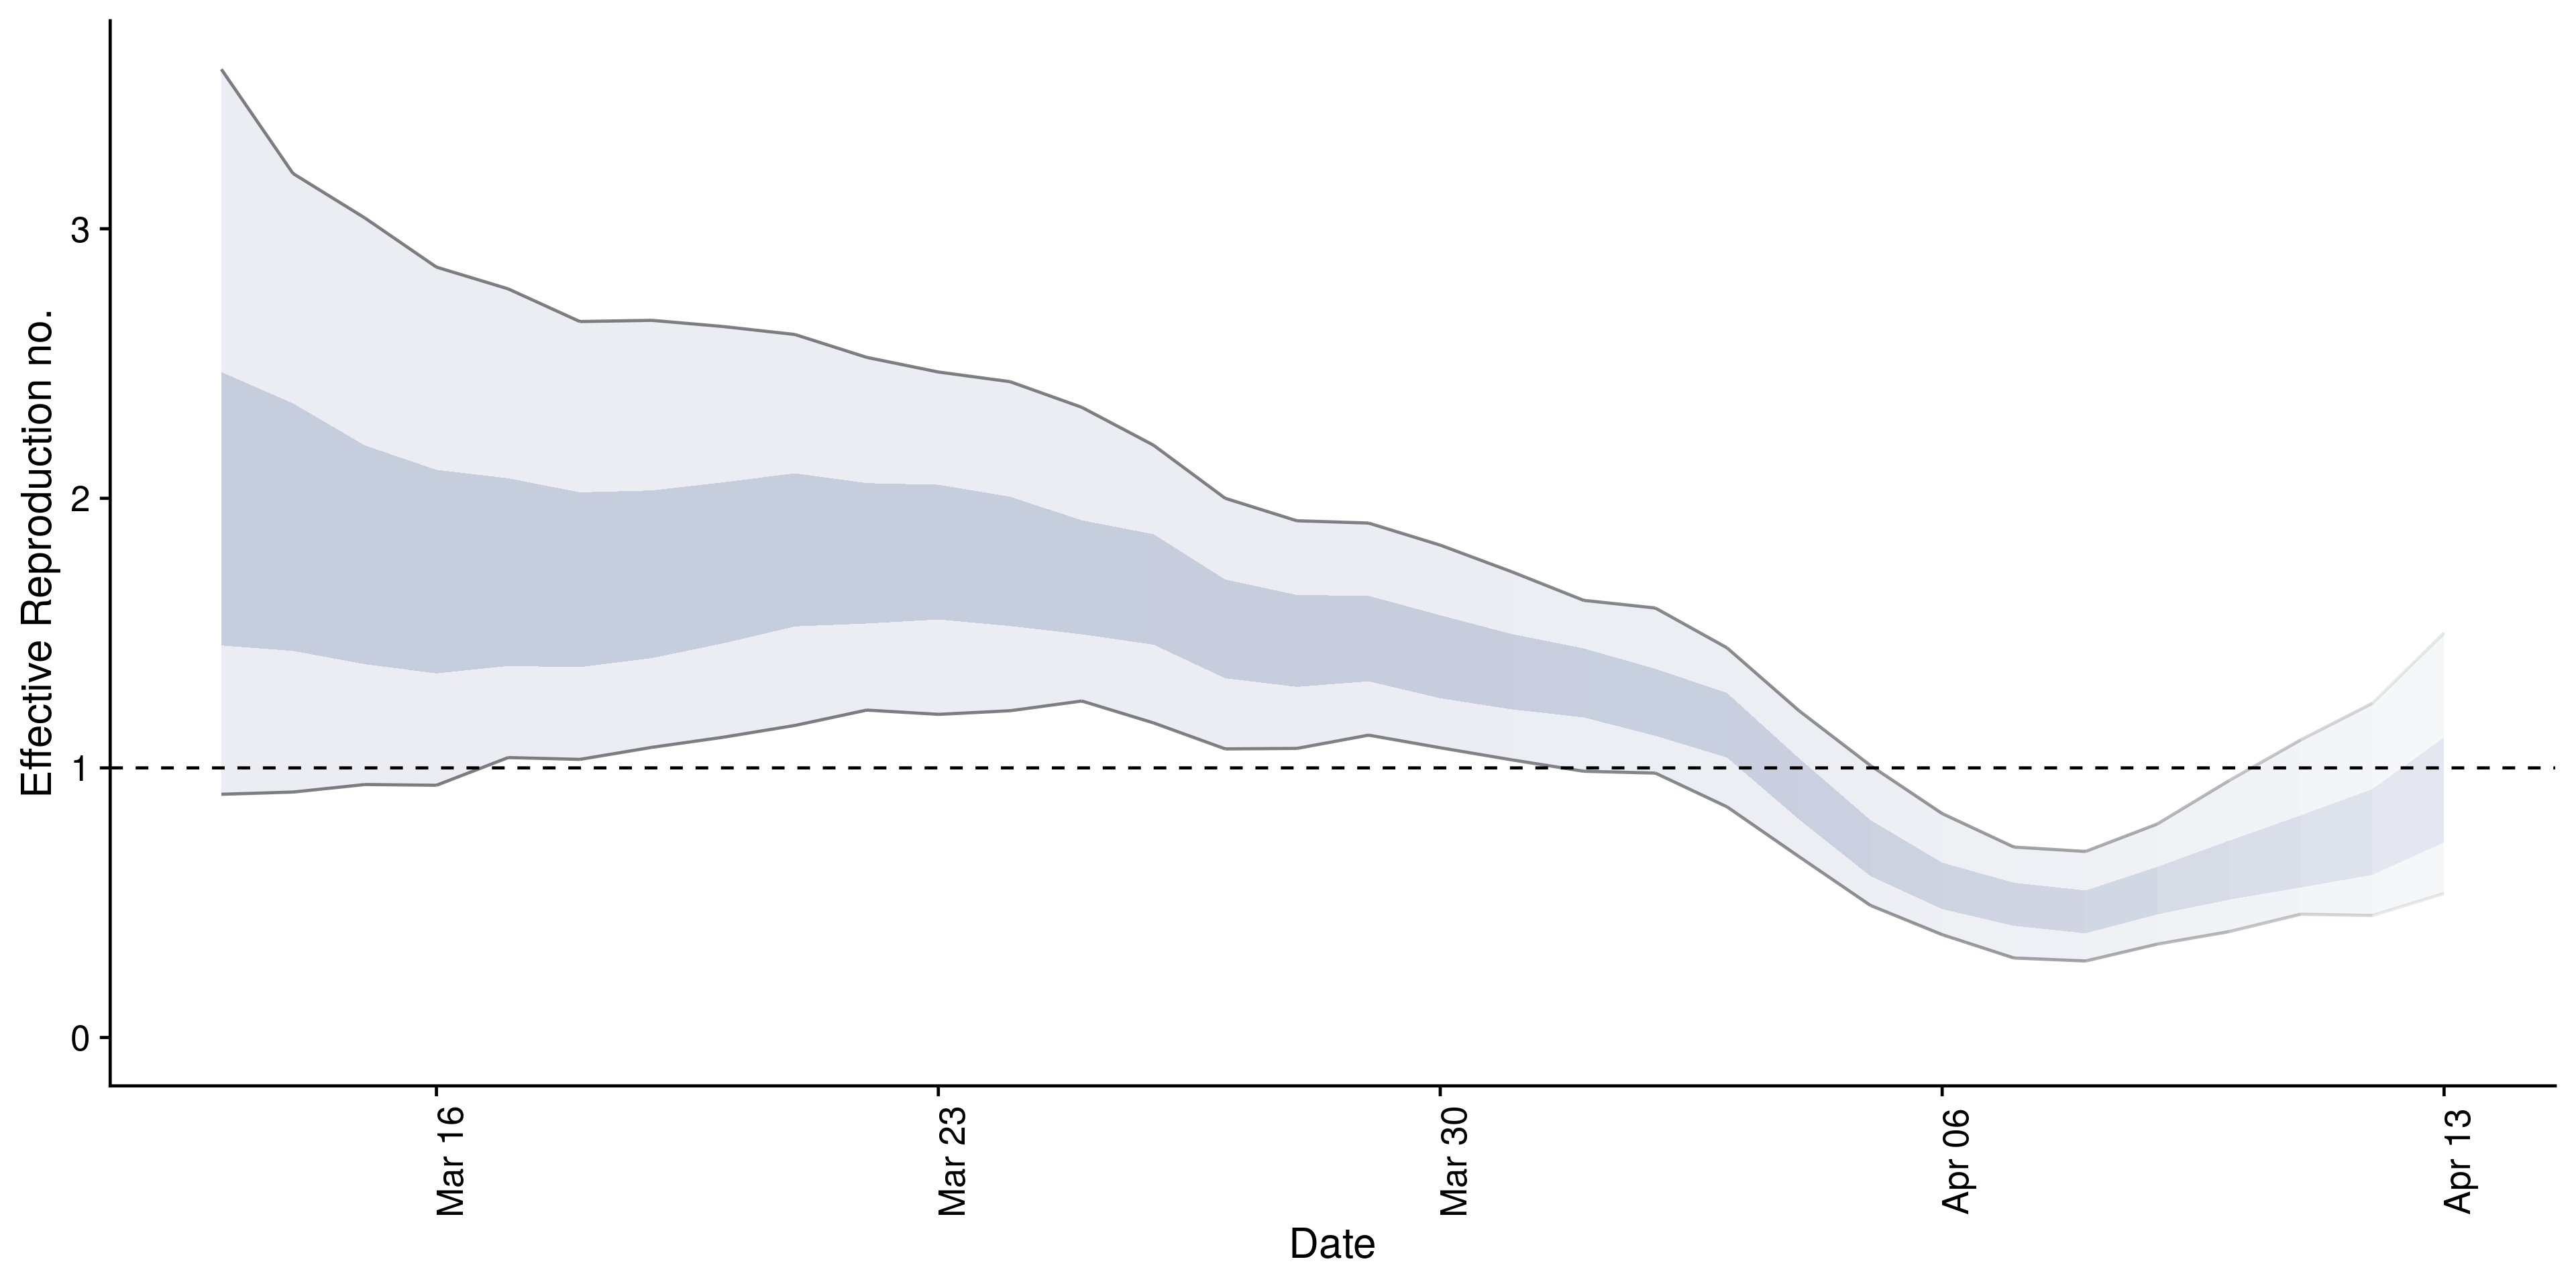 Effective Reproduction no.
3
2
1
0
Mar 16
Mar 23
Mar 30
Apr 06
Apr 13
Date